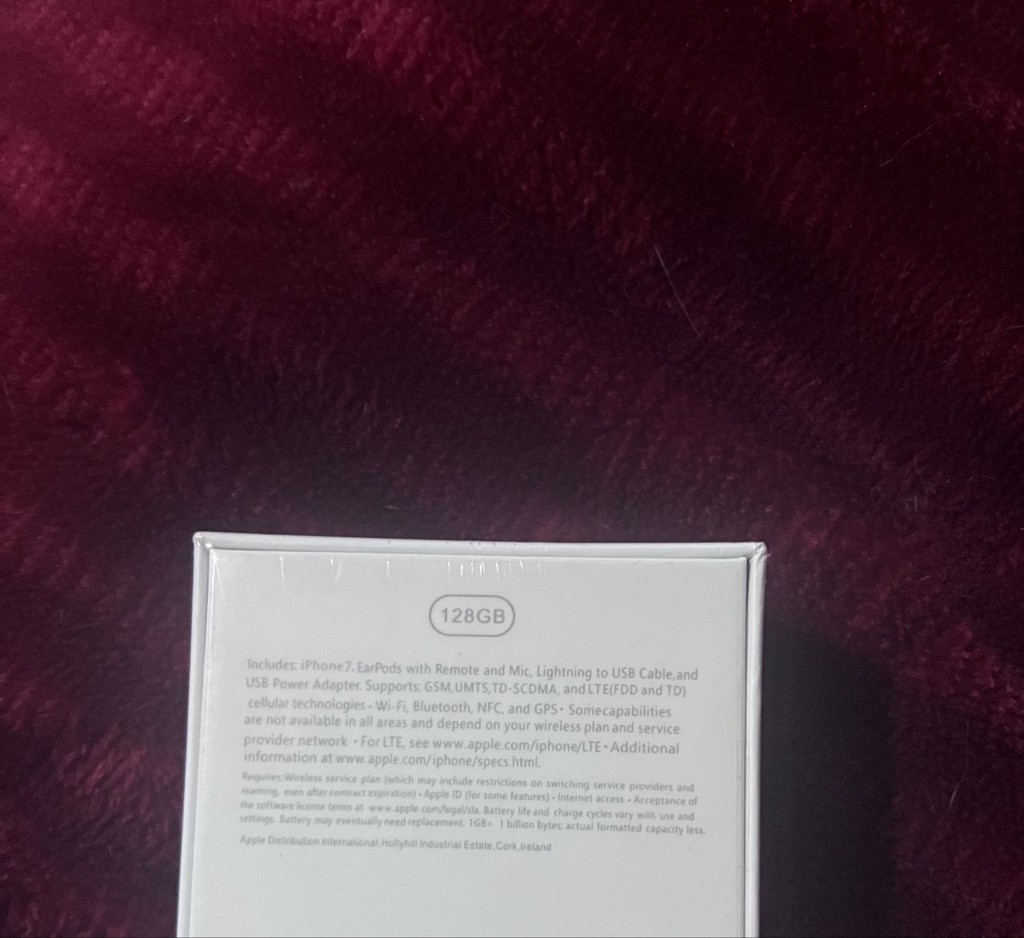 128GB
Includes: iPhone7, EarPods with Remote and Mic, Lightning to USB Cable,and
USB Power Adapter. Supports: GSM,UMTS,TD-SCDMA, and LTE(FDD and TD)
cellular technologies • Wi-Fi, Bluetooth, NFC, and GPS • Somecapabilities
are not available in all areas and depend on your wireless plan and service
provider network • For LTE, see www.apple.com/iphone/LTE • Additional
information at www.apple.com/iphone/specs.html.
Requires: Wireless service plan (which may include restrictions on switching service providers and
roaming, even after contract expiration) • Apple ID (for some features) • Internet access • Acceptance of
the software license terms at www.apple.com/legal/sla. Battery life and charge cycles vary with use and
settings. Battery may eventually need replacement. 1GB= 1 billion bytes; actual formatted capacity less.
Apple Distribution International,Hollyhill Industrial Estate,Cork,Ireland